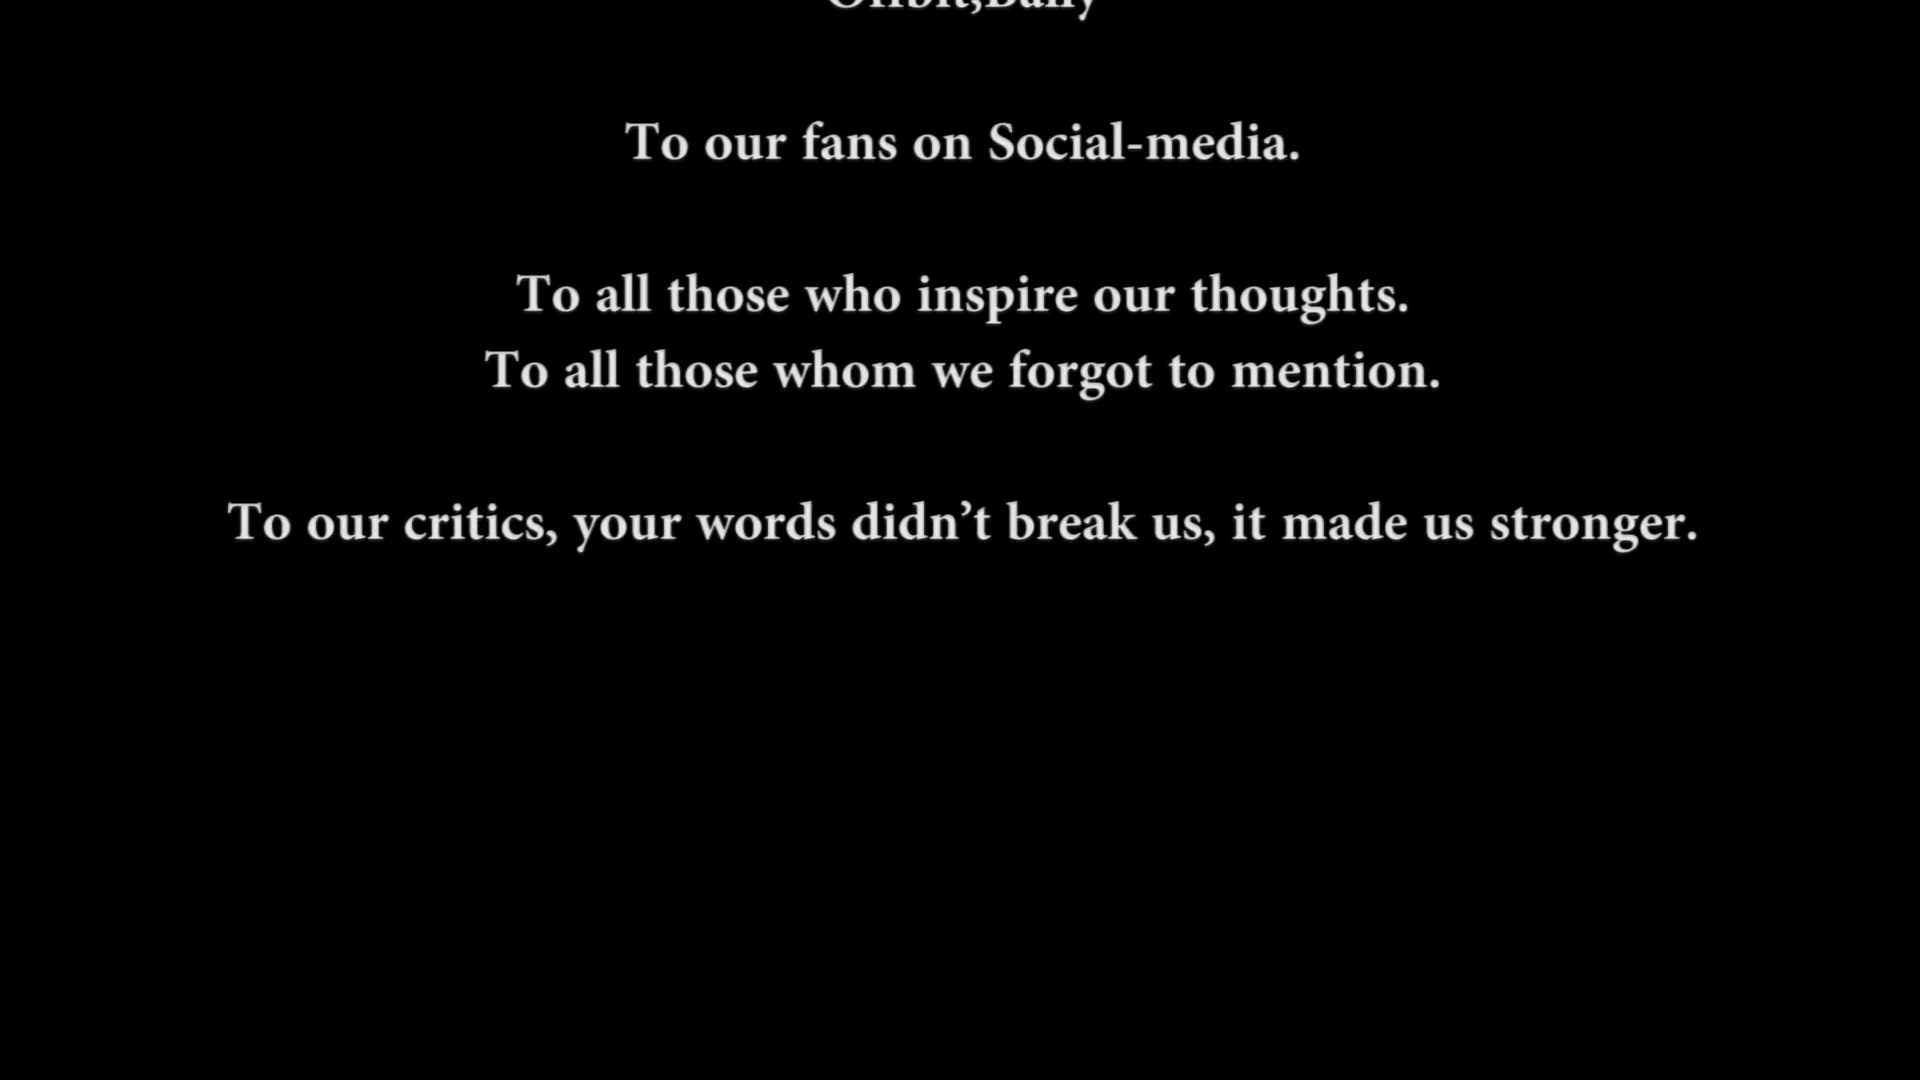 To our fans on Social-media.
To all those who inspire our thoughts.
To all those whom we forgot to mention.
To our critics, your words didn’t break us, it made us stronger.